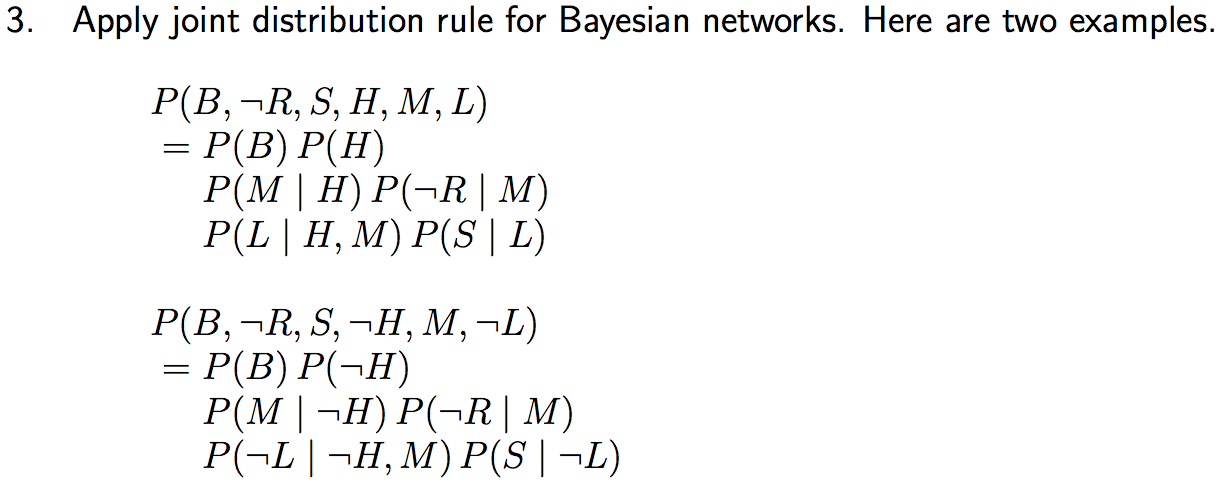 3. Apply joint distribution rule for Bayesian networks. Here are two examples.
P(B, ¬R, S, H, M, L)
= P(B) P(H)
P(M | H) P(¬R | M)
P(L | H, M) P(S | L)
P(B, ¬R, S, ¬H, M, ¬L)
= P(B) P(¬H)
P(M | ¬H) P(¬R | M)
P(¬L | ¬H, M) P(S | ¬L)